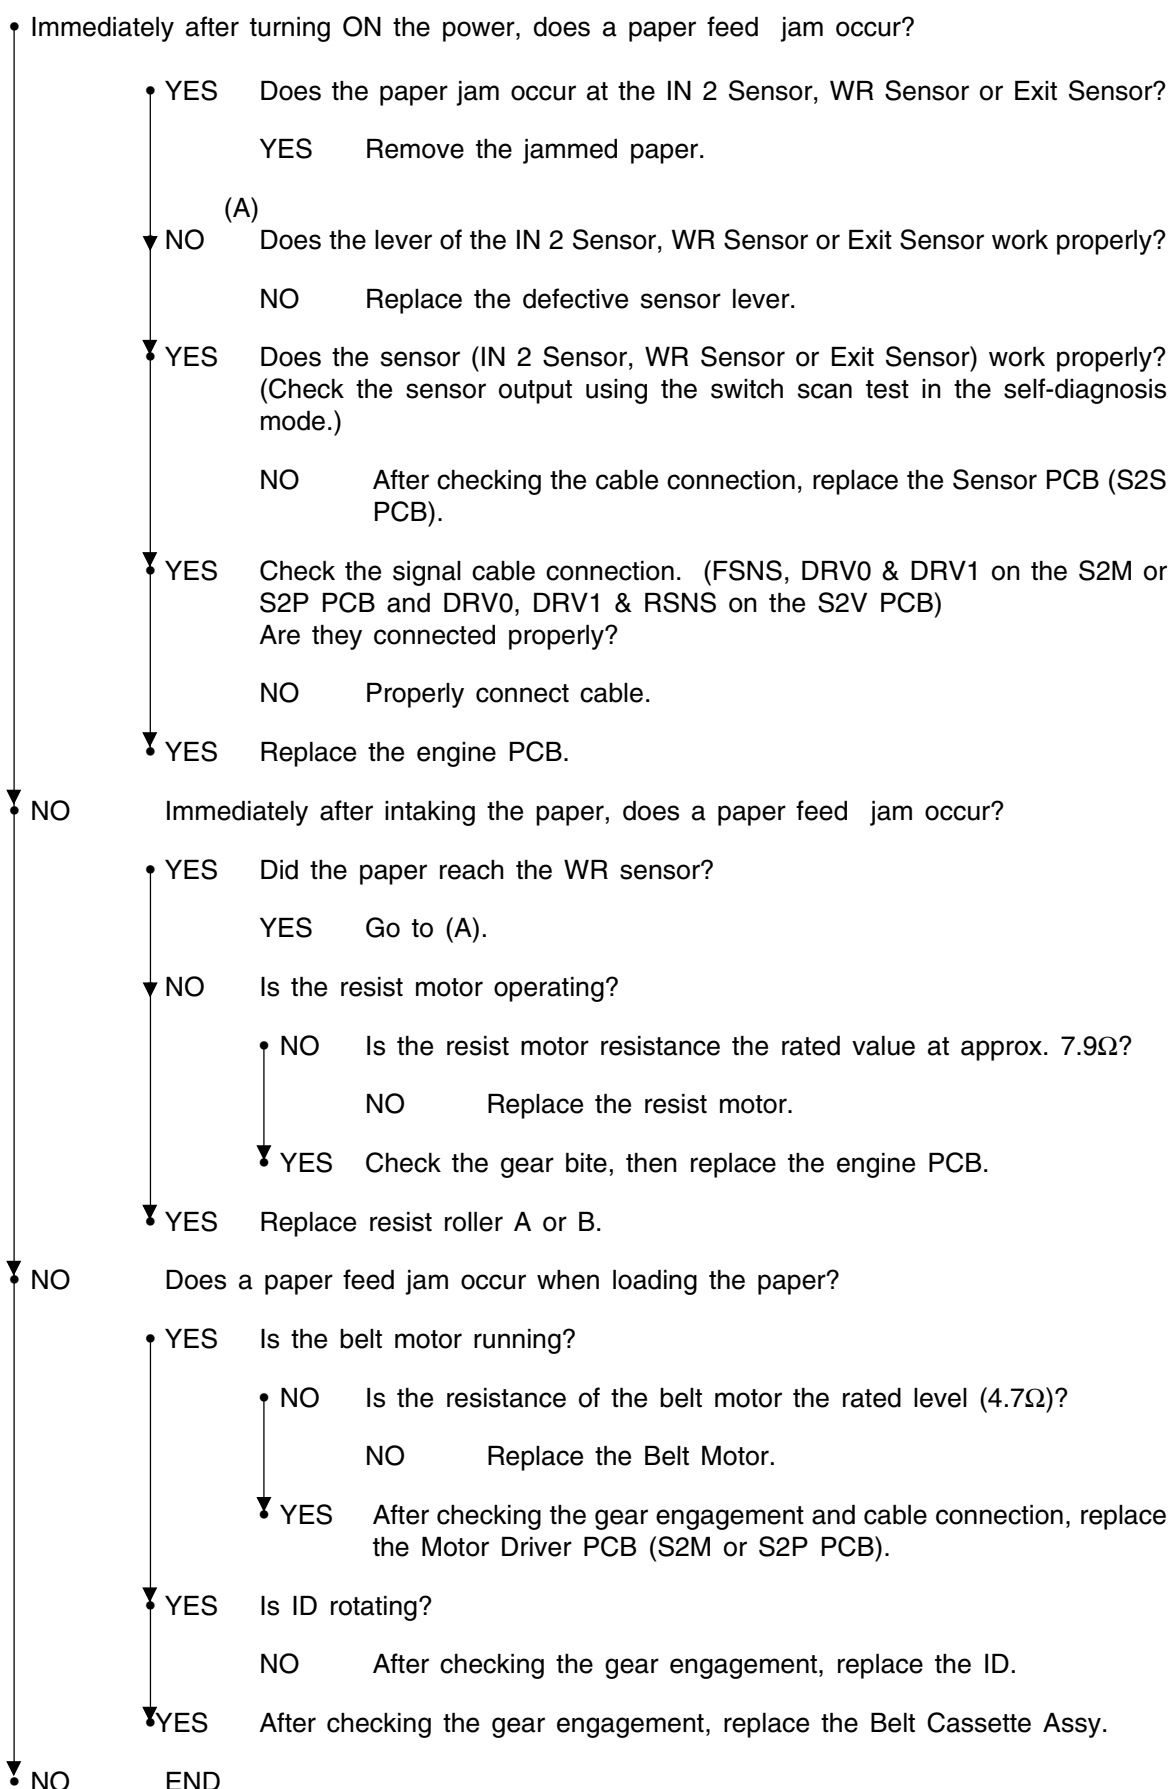 Immediately after turning ON the power, does a paper feed jam occur?
YES Does the paper jam occur at the IN 2 Sensor, WR Sensor or Exit Sensor?
YES Remove the jammed paper.
(A)
NO Does the lever of the IN 2 Sensor, WR Sensor or Exit Sensor work properly?
NO Replace the defective sensor lever.
YES Does the sensor (IN 2 Sensor, WR Sensor or Exit Sensor) work properly?
(Check the sensor output using the switch scan test in the self-diagnosis
mode.)
NO After checking the cable connection, replace the Sensor PCB (S2S
PCB).
YES Check the signal cable connection. (FSNS, DRV0 & DRV1 on the S2M or
S2P PCB and DRV0, DRV1 & RSNS on the S2V PCB)
Are they connected properly?
NO Properly connect cable.
YES Replace the engine PCB.
NO Immediately after intaking the paper, does a paper feed jam occur?
YES Did the paper reach the WR sensor?
YES Go to (A).
NO Is the resist motor operating?
NO Is the resist motor resistance the rated value at approx. 7.9Ω?
NO Replace the resist motor.
YES Check the gear bite, then replace the engine PCB.
YES Replace resist roller A or B.
NO Does a paper feed jam occur when loading the paper?
YES Is the belt motor running?
NO Is the resistance of the belt motor the rated level (4.7Ω)?
NO Replace the Belt Motor.
YES After checking the gear engagement and cable connection, replace
the Motor Driver PCB (S2M or S2P PCB).
YES Is ID rotating?
NO After checking the gear engagement, replace the ID.
YES After checking the gear engagement, replace the Belt Cassette Assy.
NO END